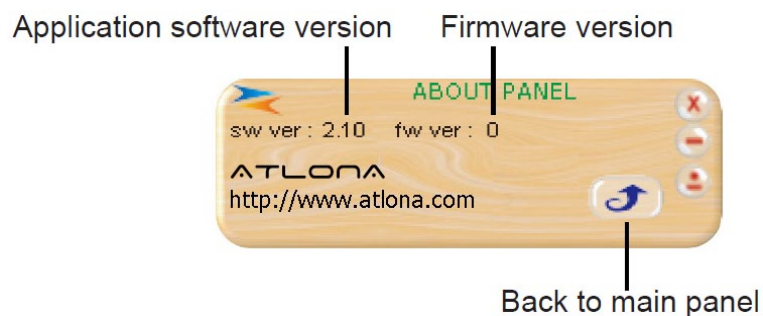 Application software version Firmware version
ABOUT PANEL
sw ver : 2.10 fw ver : 0
ATLONA
http://www.atlona.com
Back to main panel